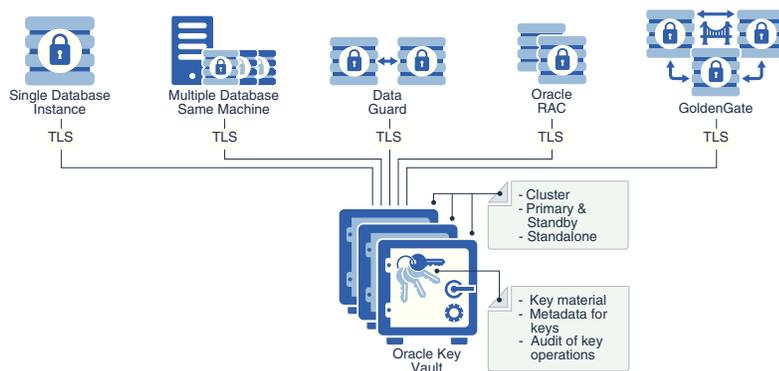 Single Database
Instance
Multiple Database
Same Machine
Data
Guard
Oracle
RAC
GoldenGate
TLS
TLS
TLS
TLS
TLS
- Cluster
- Primary &
Standby
- Standalone
- Key material
- Metadata for
keys
- Audit of key
operations
Oracle Key
Vault